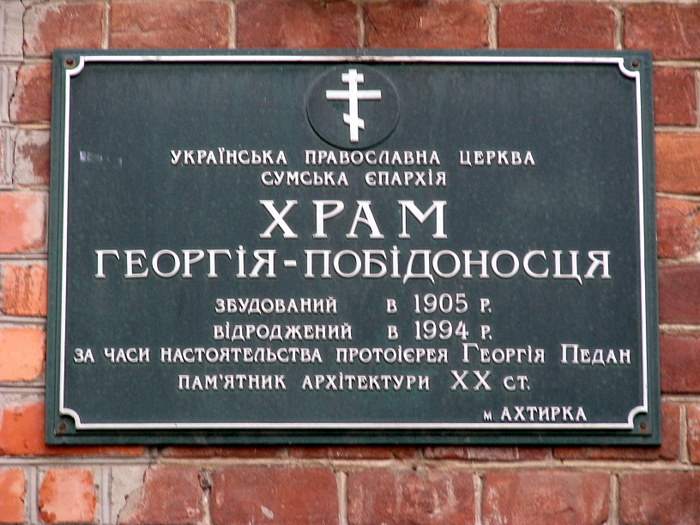 УКРАЇНСЬКА ПРАВОСЛАВНА ЦЕРКВА
СУМСЬКА ЄПАРХІЯ
ХРАМ
ГЕОРГІЯ-ПОБІДОНОСЦЯ
ЗБУДОВАНИЙ В 1905 Р.
ВІДРОДЖЕНИЙ В 1994 Р.
ЗА ЧАСИ НАСТОЯТЕЛЬСТВА ПРОТОІЄРЕЯ ГЕОРГІЯ ПЕДАН
ПАМ'ЯТНИК АРХІТЕКТУРИ XX СТ.
м АХТИРКА